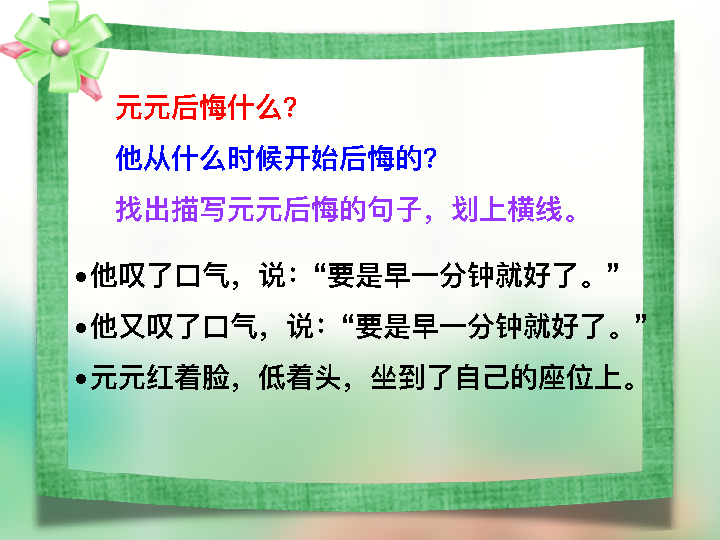 元元后悔什么?
他从什么时候开始后悔的?
找出描写元元后悔的句子，划上横线。
•他叹了口气，说：“要是早一分钟就好了。”
•他又叹了口气，说：“要是早一分钟就好了。”
•元元红着脸，低着头，坐到了自己的座位上。